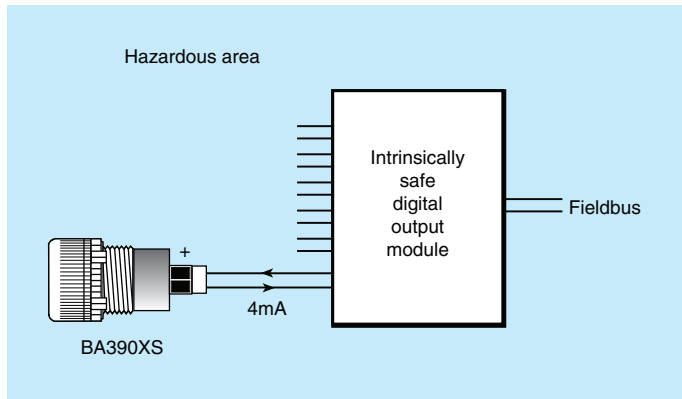 Hazardous area
Intrinsically
safe
digital
output
module
Fieldbus
+
4mA
BA390XS